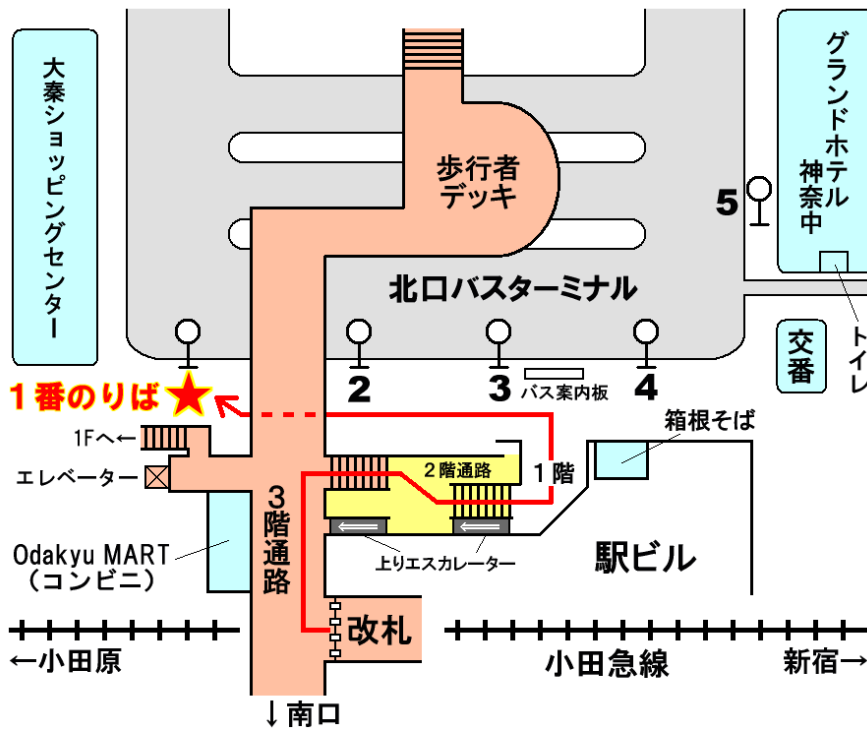 大秦ショッピングセンター
グランドホテル
神奈中
歩行者
デッキ
5
北口バスターミナル
トイレ
交番
1番のりば
2
3
バス案内板
4
1Fへ←
エレベーター
2階通路
1階
箱根そば
3階通路
Odakyu MART
(コンビニ)
上りエスカレーター
駅ビル
改札
←小田原
小田急線
新宿→
↓南口